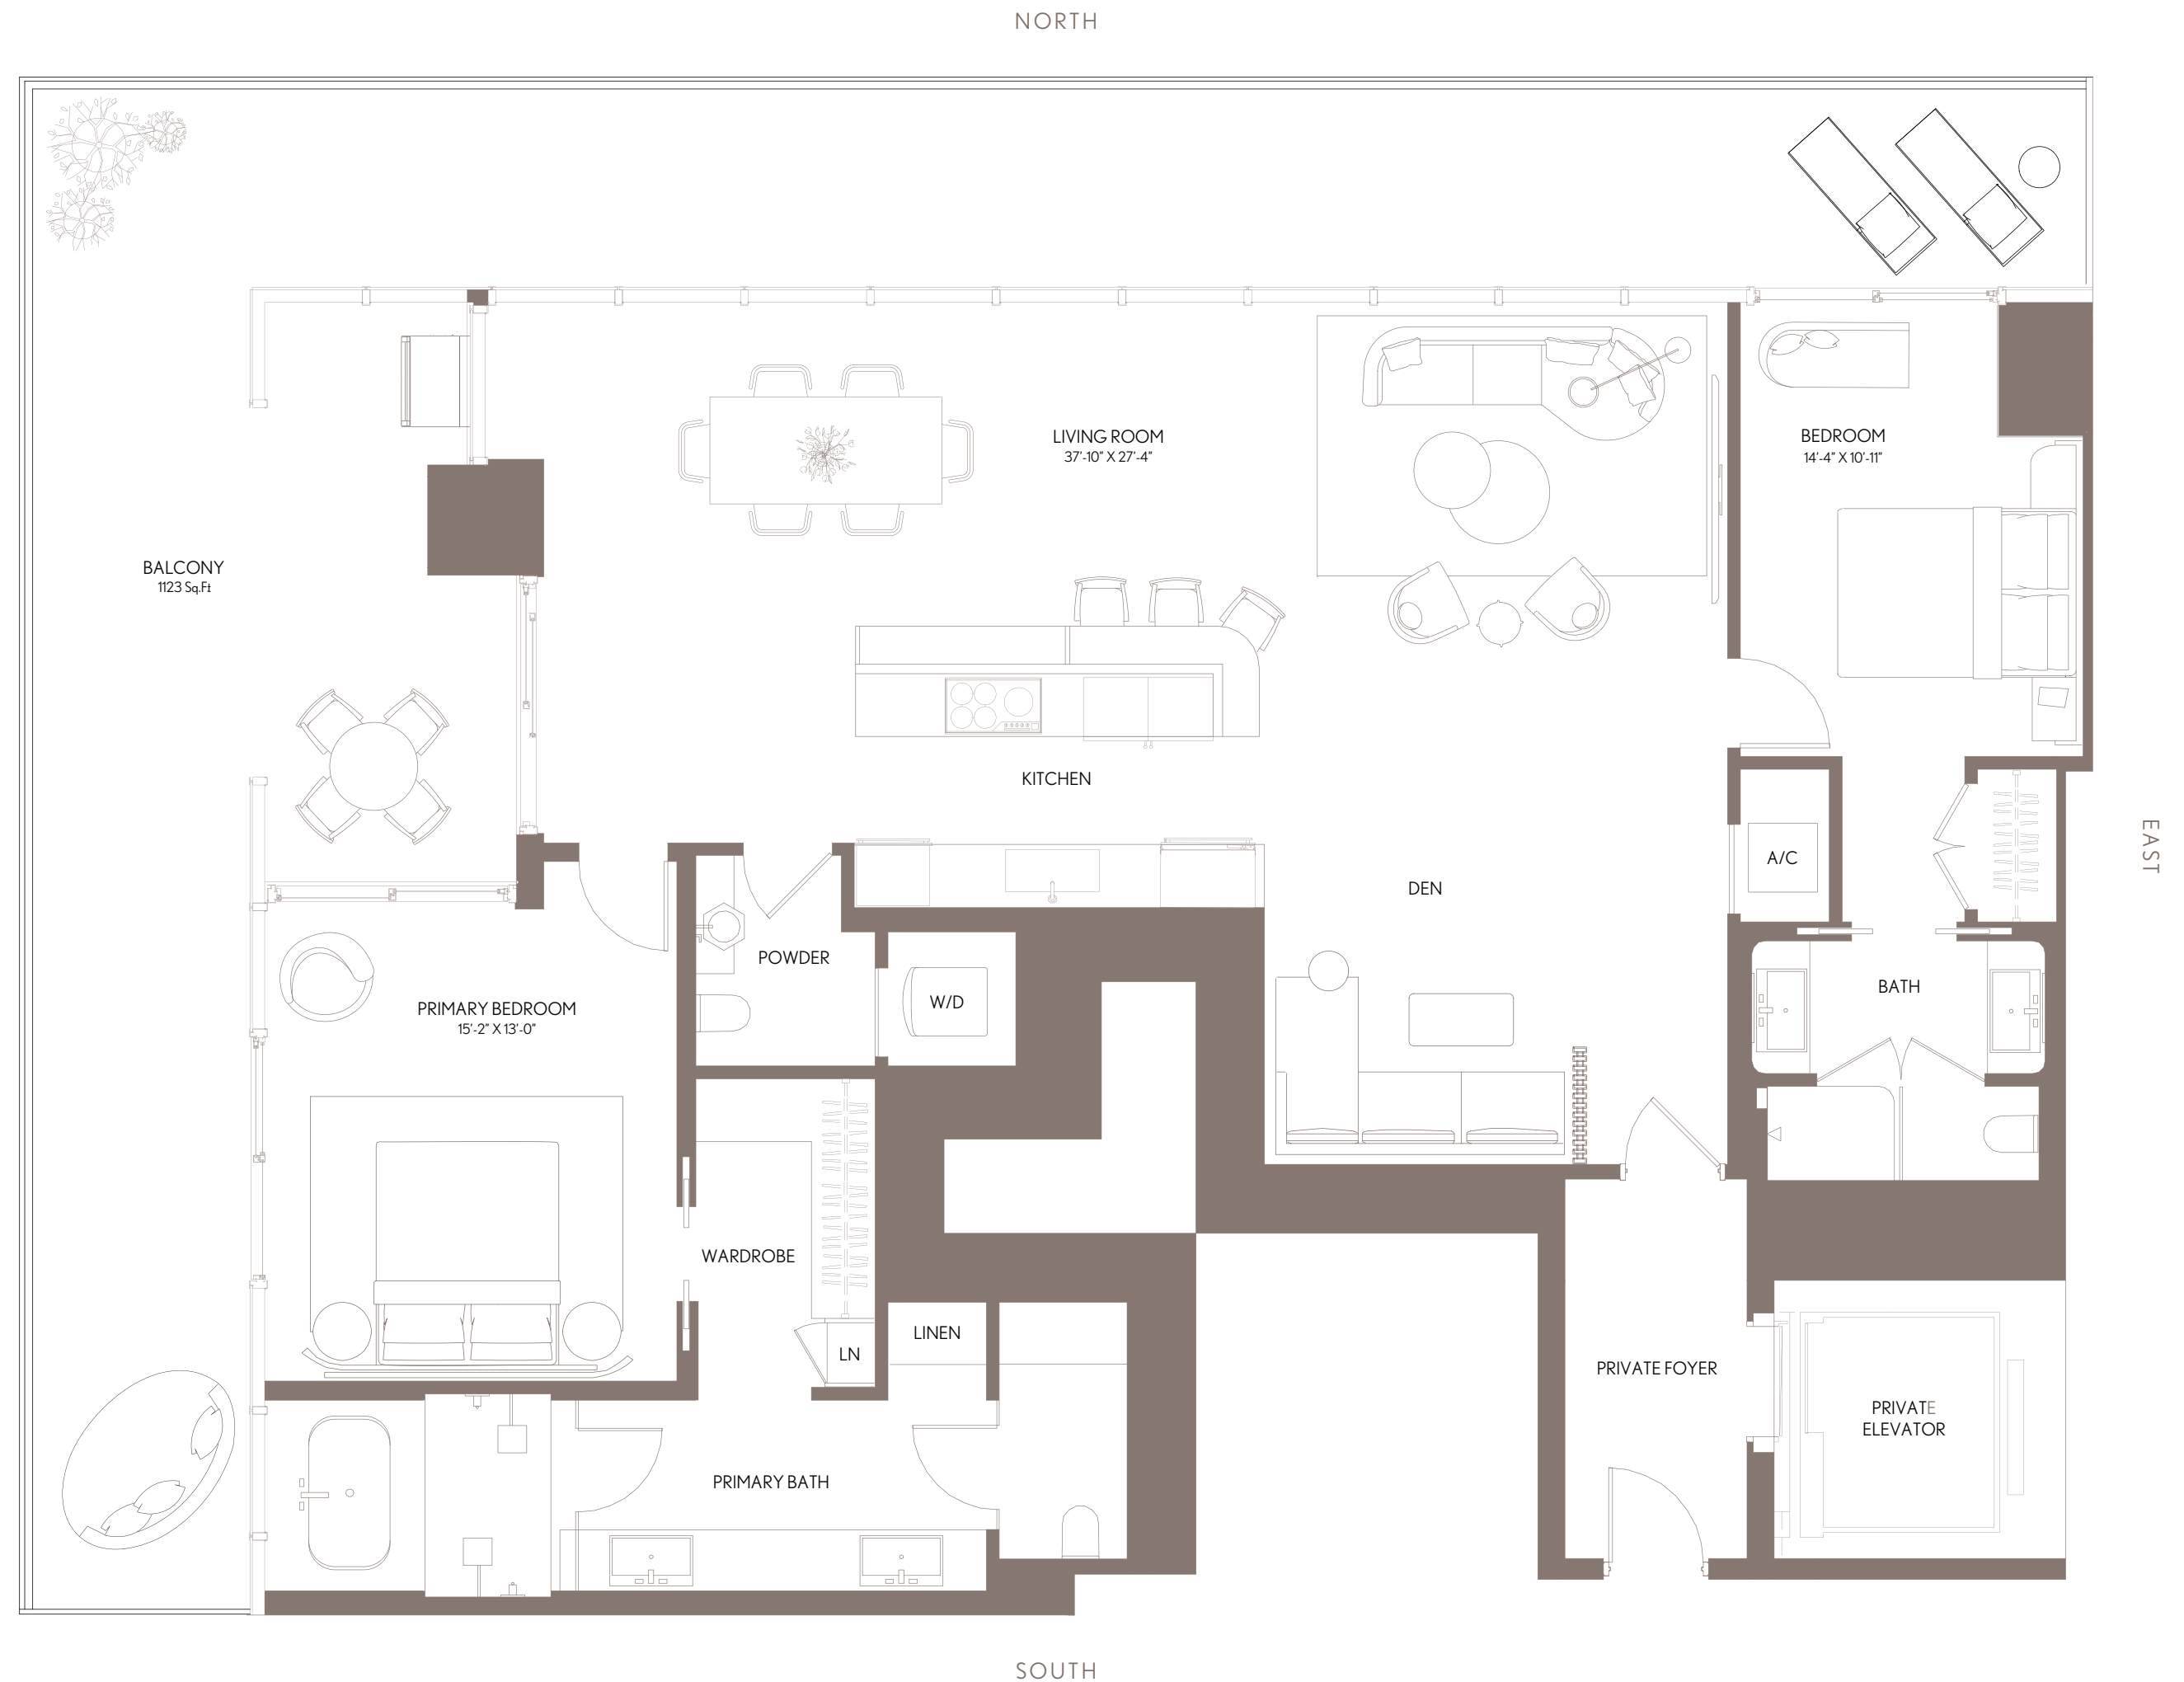 NORTH
LIVING ROOM
37'-10" X 27'-4"
BEDROOM
14'-4" X 10'-11"
BALCONY
1123 Sq.Ft
KITCHEN
EAST
A/C
DEN
POWDER
BATH
W/D
PRIMARY BEDROOM
15'-2" X 13'-0"
WARDROBE
LINEN
LN
PRIVATE FOYER
PRIVATE
ELEVATOR
PRIMARY BATH
SOUTH